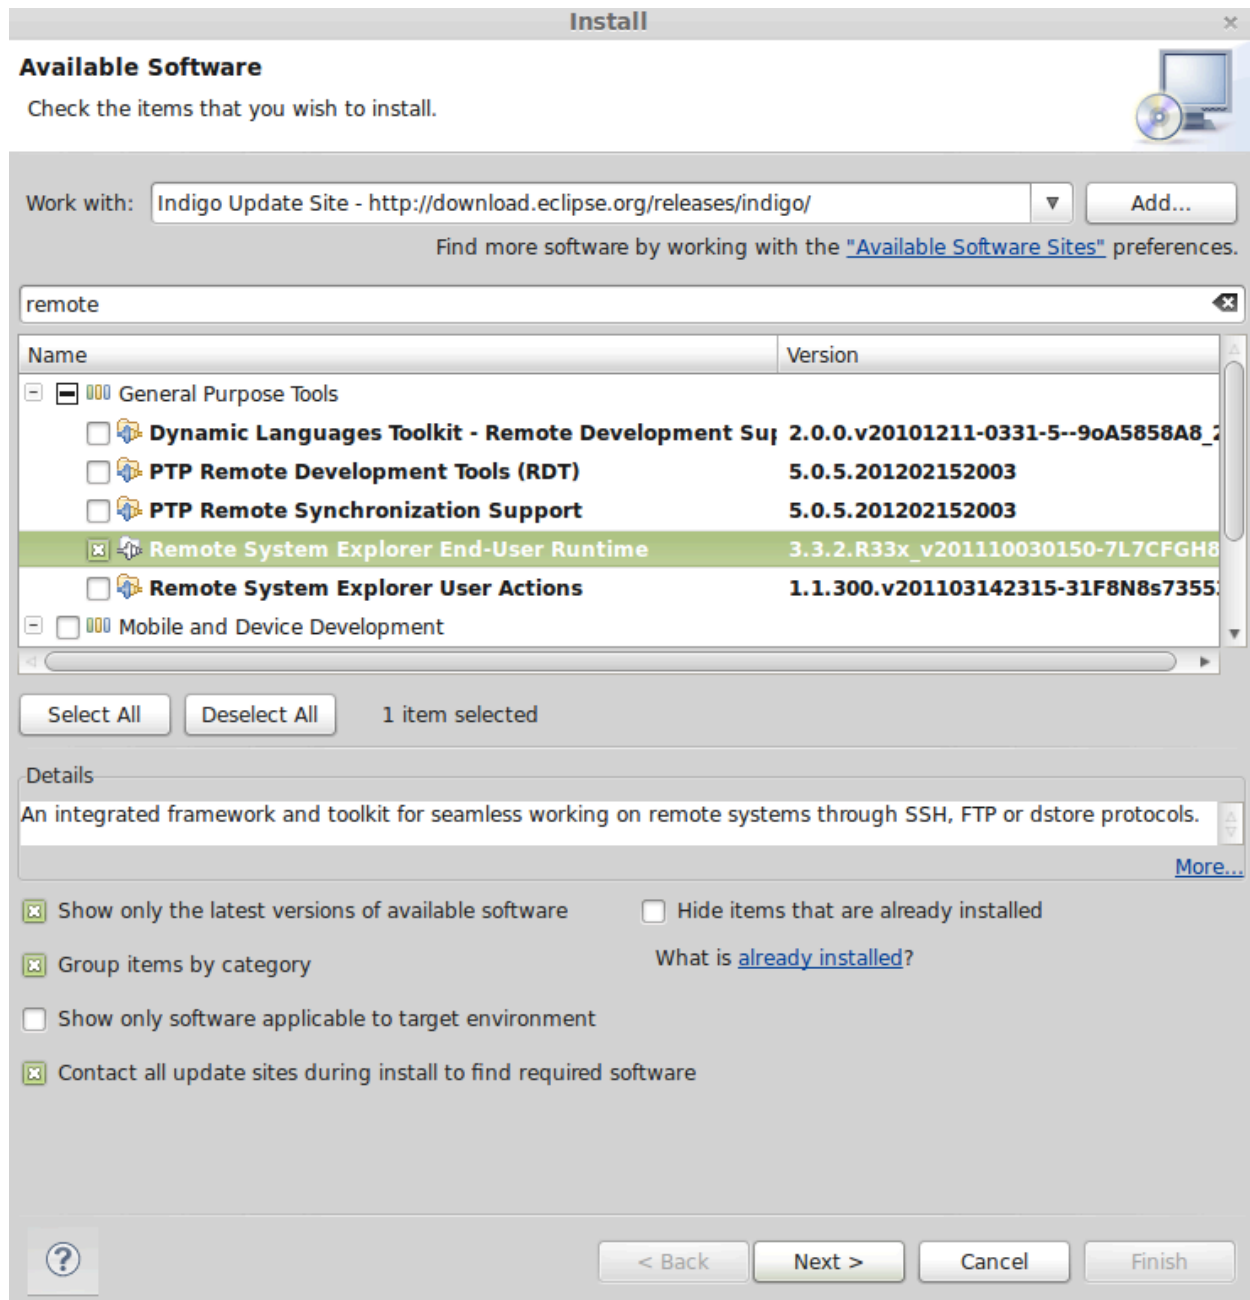 Install
Available Software
Check the items that you wish to install.
Work with: Indigo Update Site - http://download.eclipse.org/releases/indigo/ Add...
Find more software by working with the "Available Software Sites" preferences.
remote
Name Version
General Purpose Tools
Dynamic Languages Toolkit - Remote Development Sup 2.0.0.v20101211-0331-5--9oA5858A8_2
PTP Remote Development Tools (RDT) 5.0.5.201202152003
PTP Remote Synchronization Support 5.0.5.201202152003
Remote System Explorer End-User Runtime 3.3.2.R33x_v201110030150-7L7CFGH8
Remote System Explorer User Actions 1.1.300.v201103142315-31F8N8s7355
Mobile and Device Development
Select All Deselect All 1 item selected
Details
An integrated framework and toolkit for seamless working on remote systems through SSH, FTP or dstore protocols.
More...
Show only the latest versions of available software Hide items that are already installed
Group items by category What is already installed?
Show only software applicable to target environment
Contact all update sites during install to find required software
? < Back Next > Cancel Finish